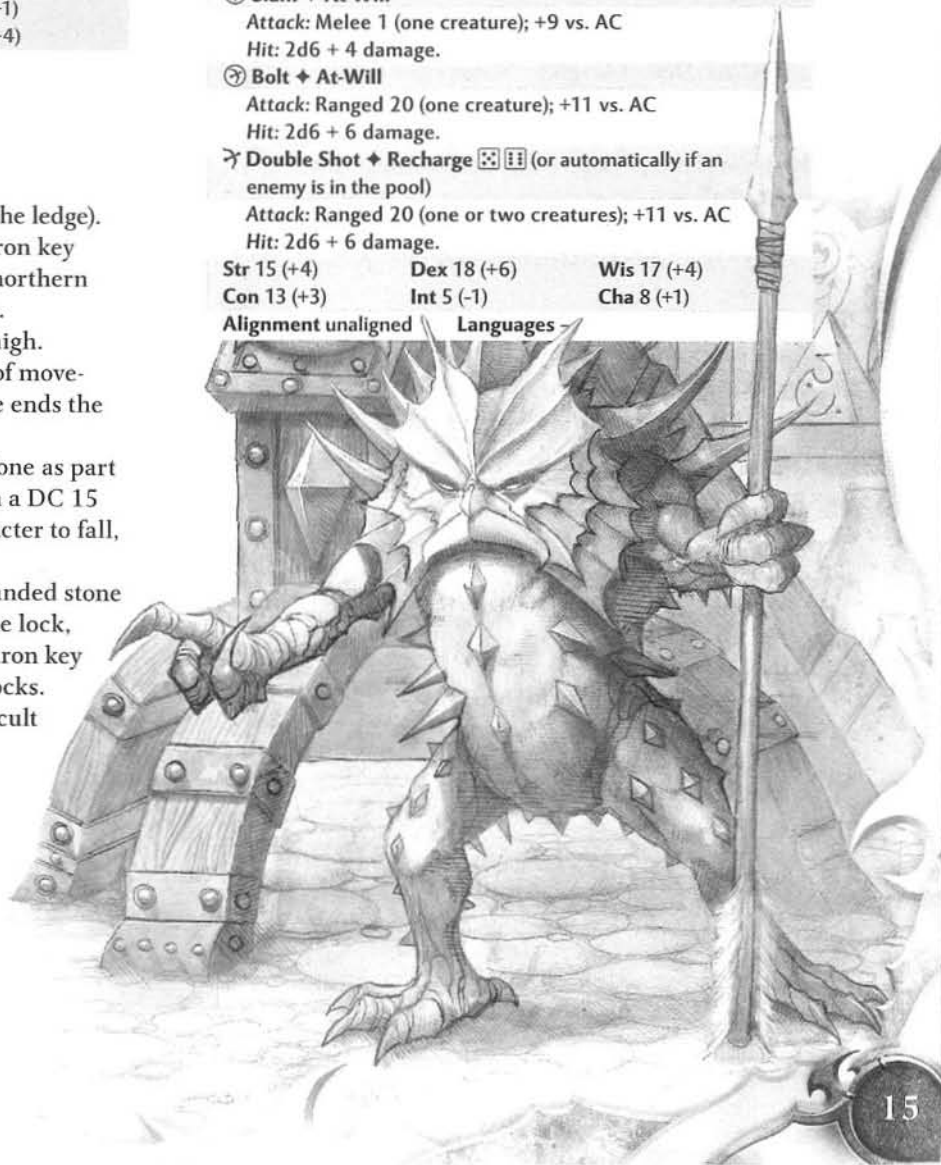 -1)
-4)
he ledge).
ron key
northern
.
igh.
of move-
e ends the
one as part
a DC 15
cter to fall,
nded stone
e lock,
iron key
ocks.
cult
Attack: Melee 1 (one creature); +9 vs. AC
Hit: 2d6 + 4 damage.
Bolt ✦ At-Will
Attack: Ranged 20 (one creature); +11 vs. AC
Hit: 2d6 + 6 damage.
Double Shot ✦ Recharge ⚄ ⚅ (or automatically if an
enemy is in the pool)
Attack: Ranged 20 (one or two creatures); +11 vs. AC
Hit: 2d6 + 6 damage.
Str 15 (+4) Dex 18 (+6) Wis 17 (+4)
Con 13 (+3) Int 5 (-1) Cha 8 (+1)
Alignment unaligned Languages –
15